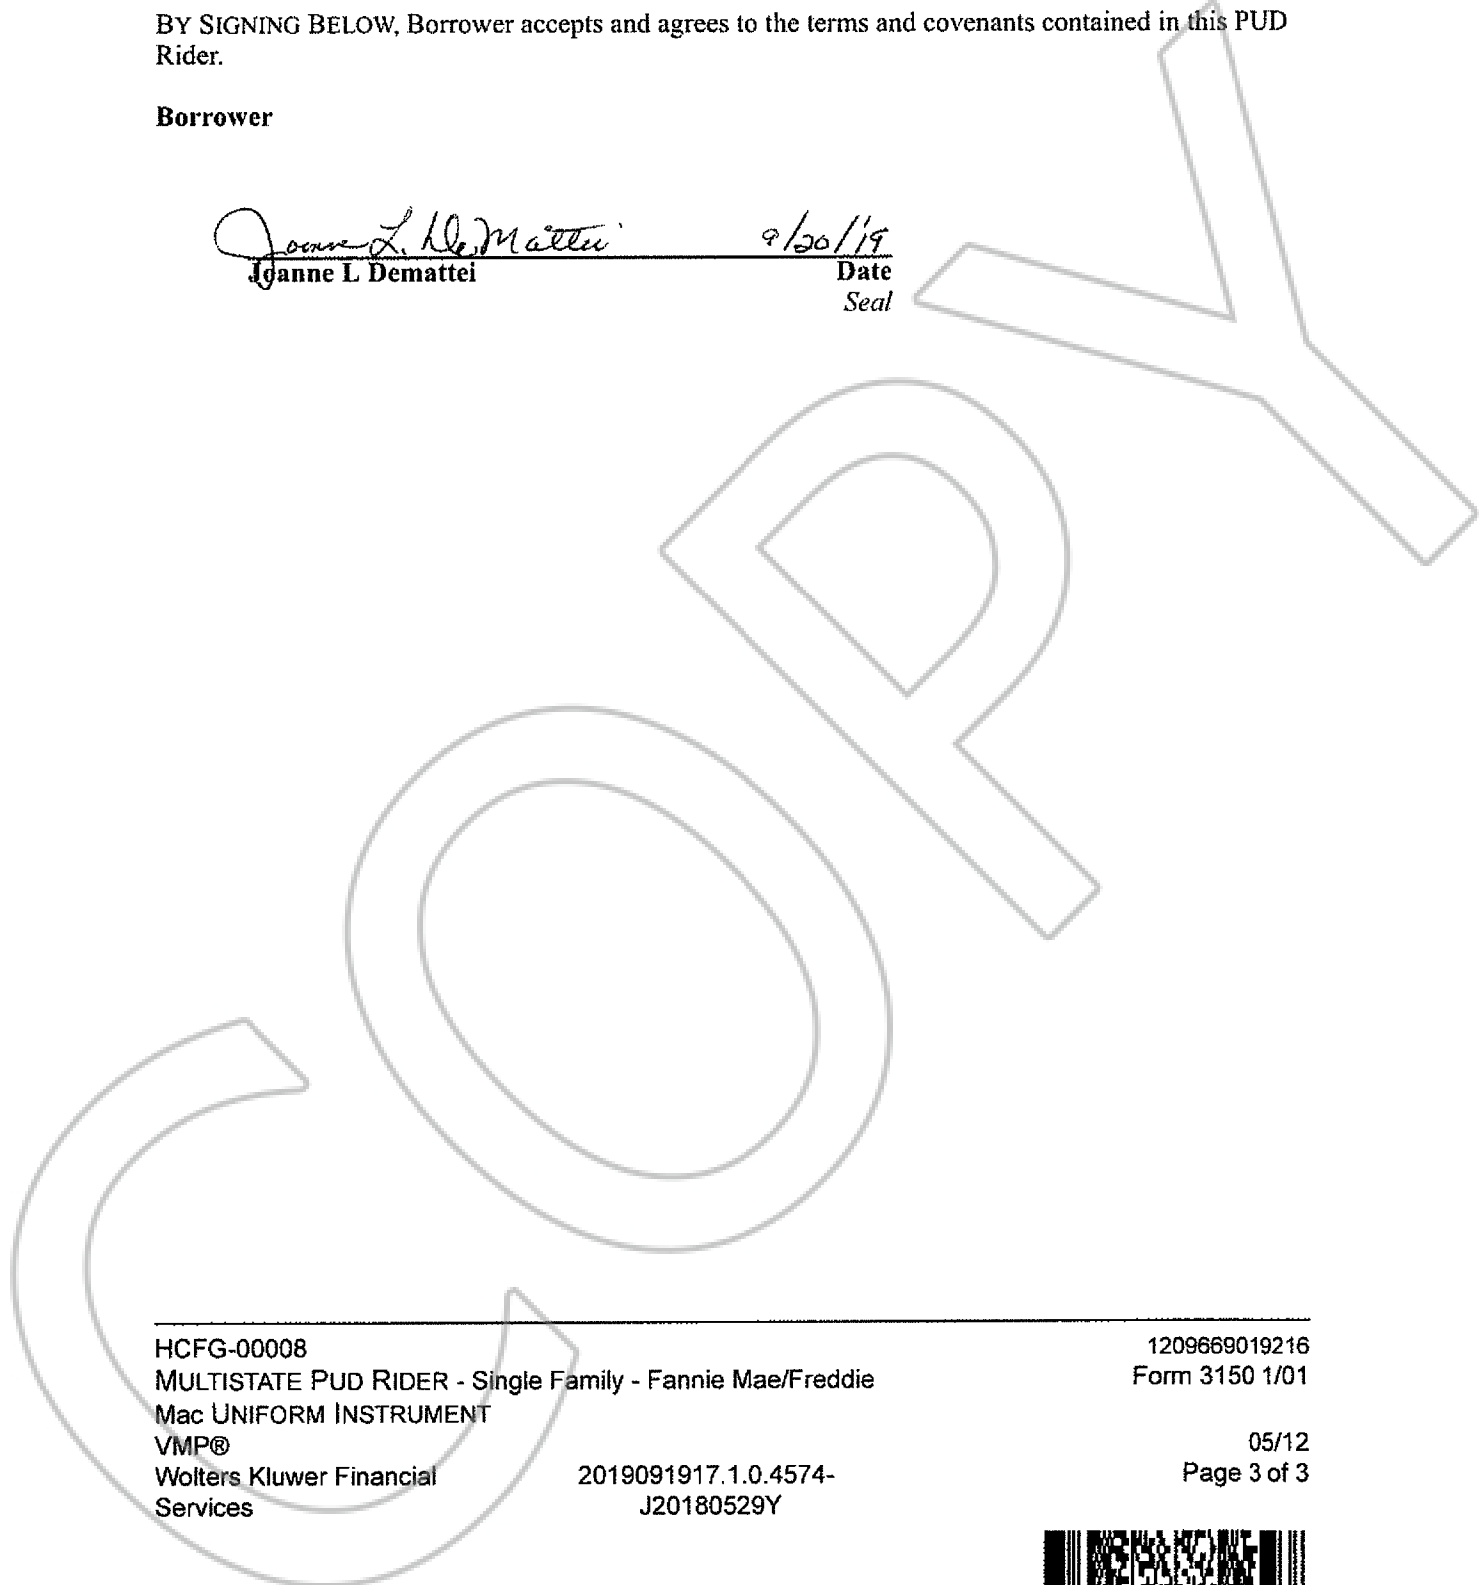 BY SIGNING BELOW, Borrower accepts and agrees to the terms and covenants contained in this PUD
Rider.
Borrower
Joanne L. DeMattei 9/20/19
Joanne L Demattei Date
Seal
COPY
HCFG-00008 1209669019216
MULTISTATE PUD RIDER - Single Family - Fannie Mae/Freddie Form 3150 1/01
Mac UNIFORM INSTRUMENT
VMP® 05/12
Wolters Kluwer Financial 2019091917.1.0.4574- Page 3 of 3
Services J20180529Y